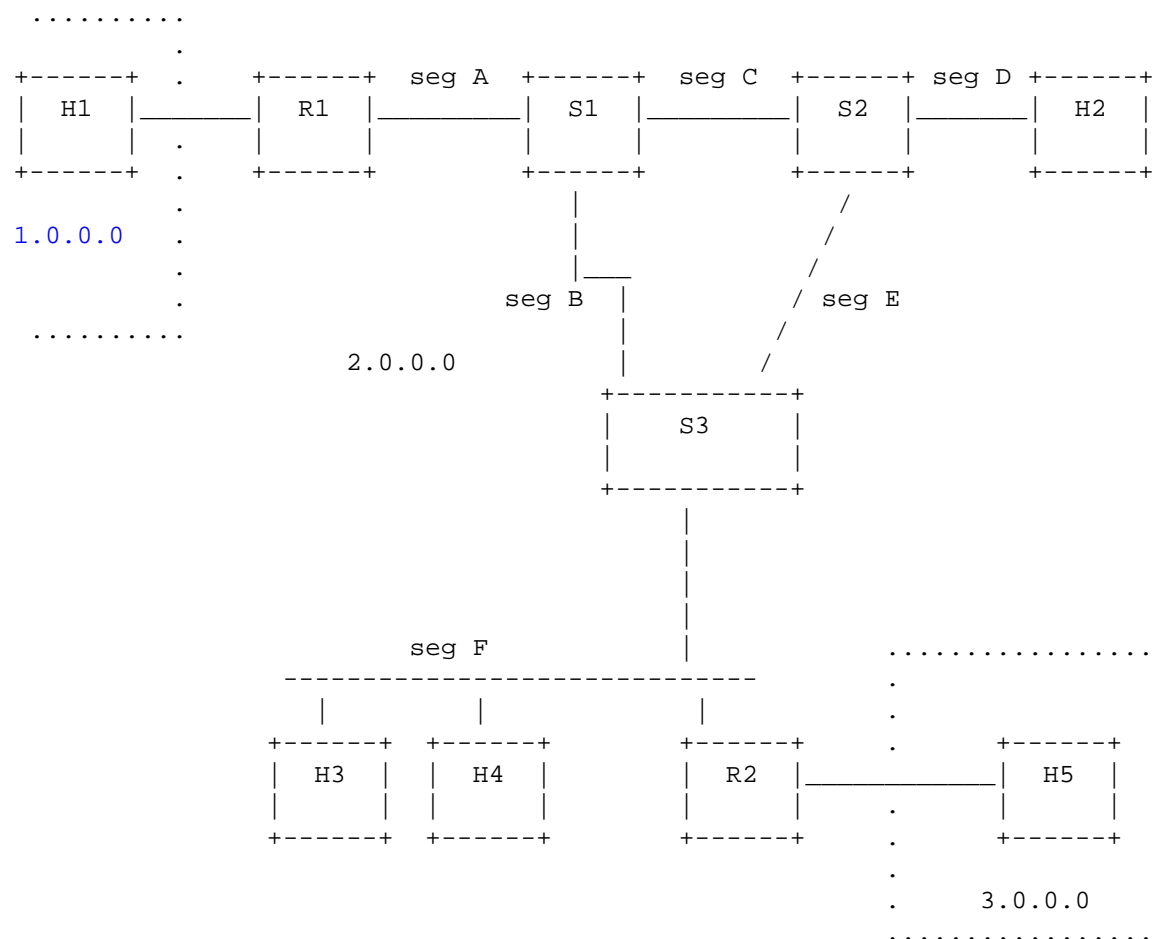 seg A seg C seg D
H1 R1 S1 S2 H2
1.0.0.0
seg B seg E
2.0.0.0
S3
seg F
H3 H4 R2 H5
3.0.0.0